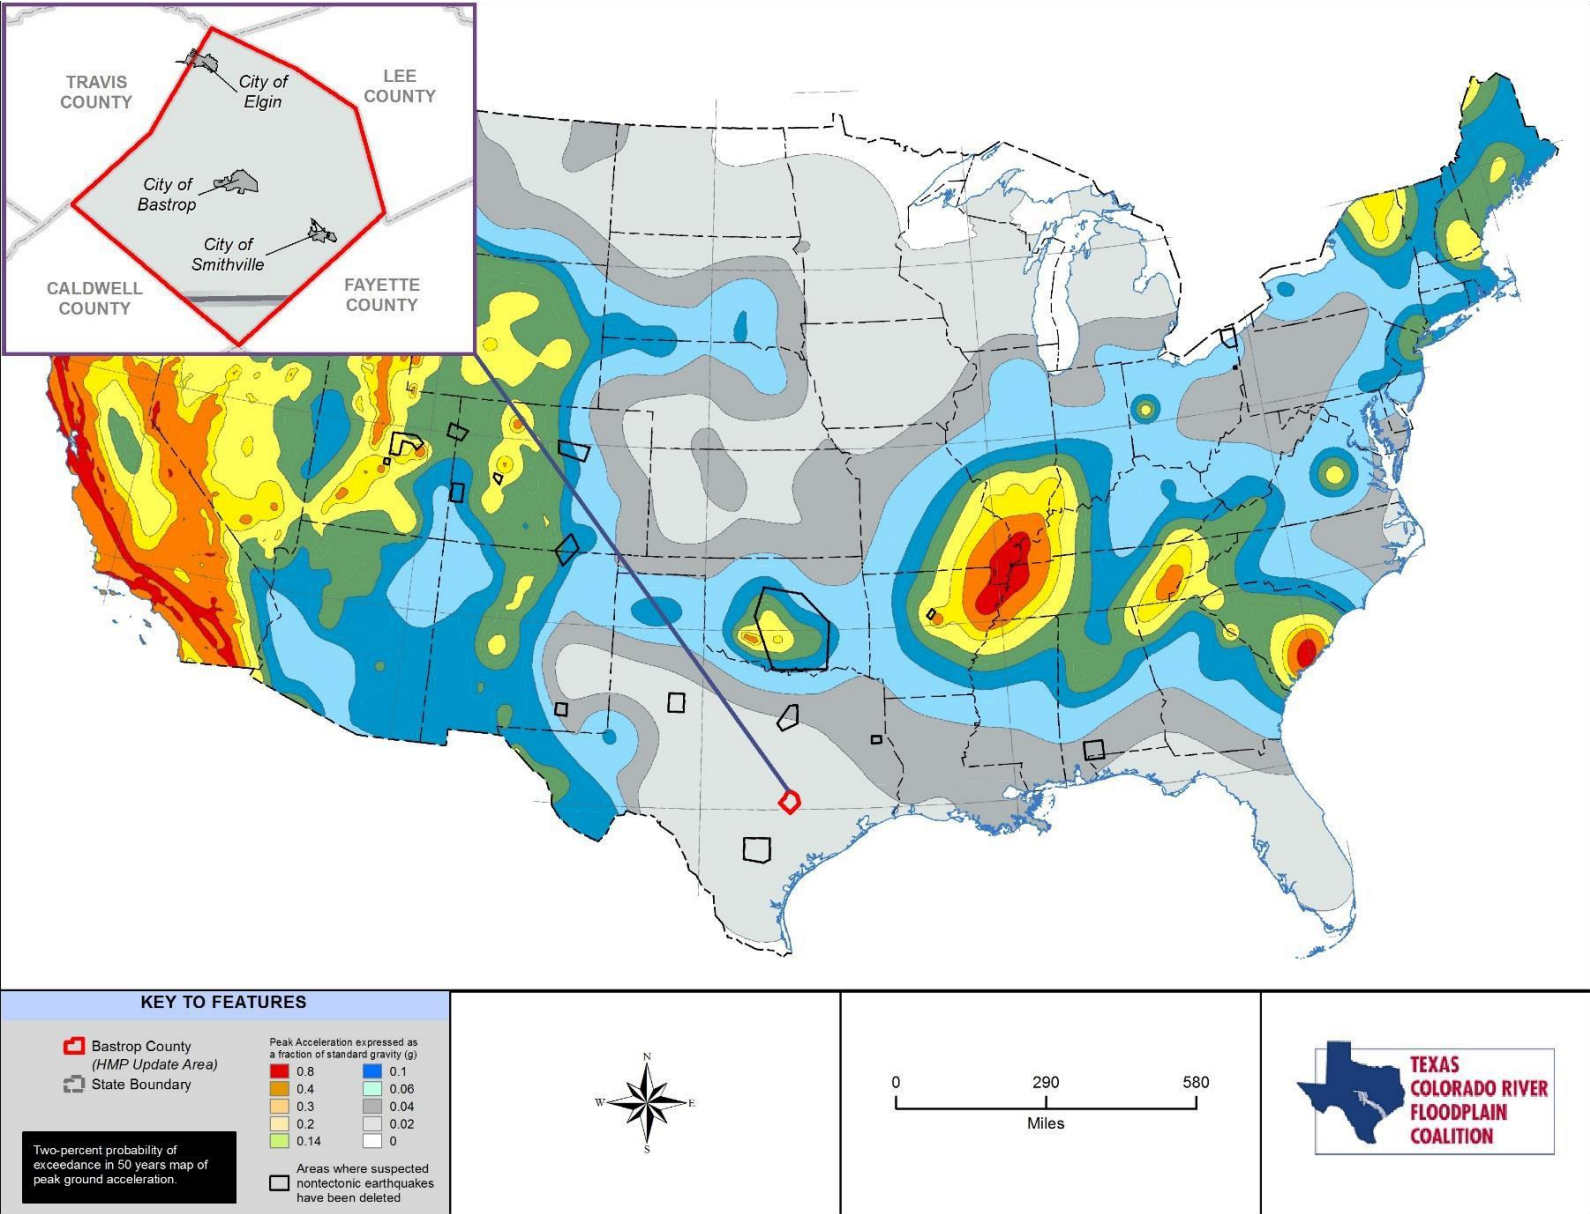 TRAVIS
COUNTY
LEE
COUNTY
City of
Elgin
City of
Bastrop
City of
Smithville
CALDWELL
COUNTY
FAYETTE
COUNTY
KEY TO FEATURES
Bastrop County
(HMP Update Area)
State Boundary
Two-percent probability of
exceedance in 50 years map of
peak ground acceleration.
Peak Acceleration expressed as
a fraction of standard gravity (g)
0.8 0.1
0.4 0.06
0.3 0.04
0.2 0.02
0.14 0
Areas where suspected
nontectonic earthquakes
have been deleted
N
W E
S
0 290 580
Miles
TEXAS
COLORADO RIVER
FLOODPLAIN
COALITION